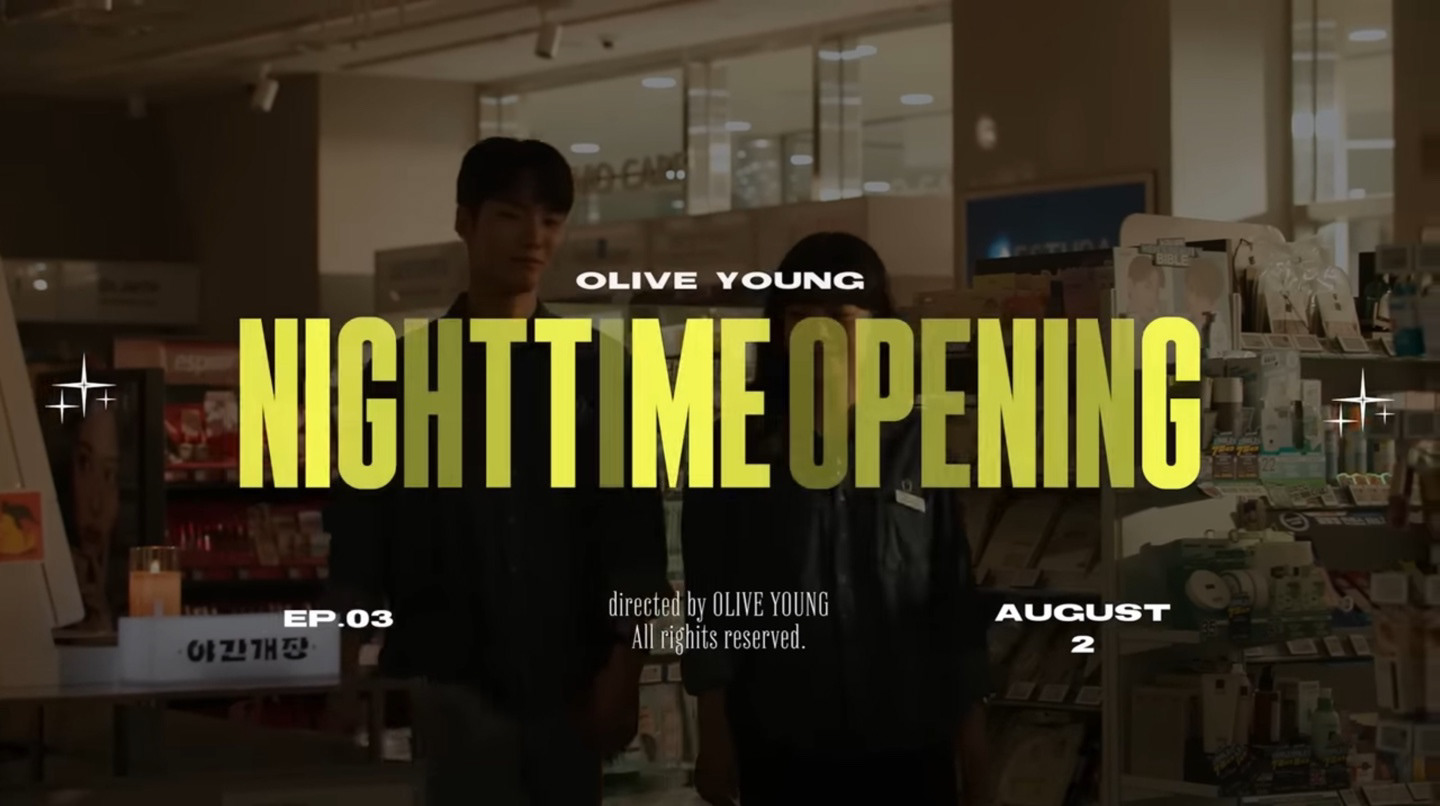 OLIVE YOUNG
NIGHTTIME OPENING
EP.03
directed by OLIVE YOUNG
All rights reserved.
AUGUST
2
야간개장
BIBLE